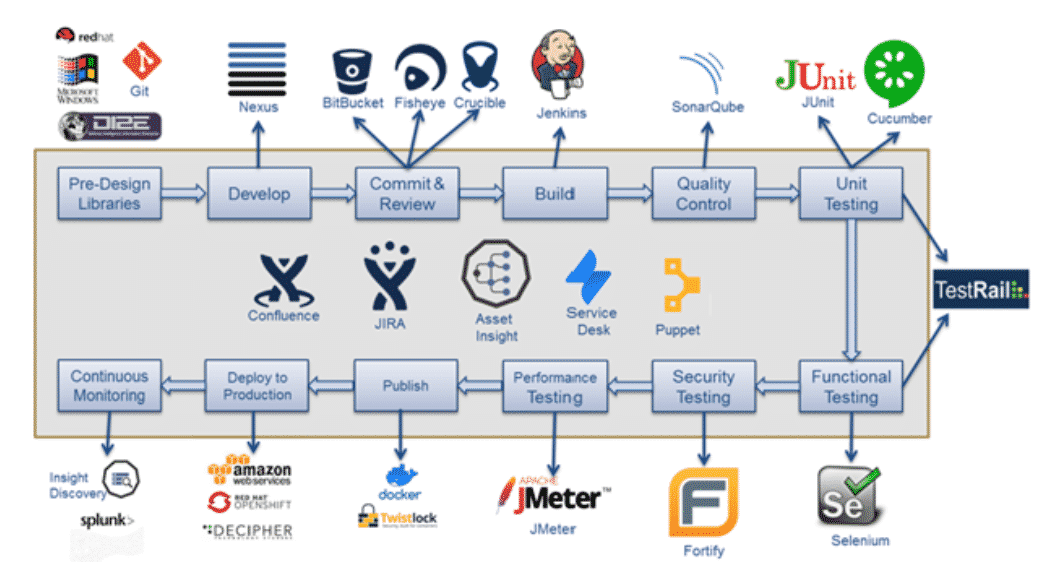 redhat
MICROSOFT
WINDOWS
Git
DI2E
Nexus
BitBucket
Fisheye
Crucible
Jenkins
SonarQube
JUnit
JUnit
Cucumber
Pre-Design
Libraries
Develop
Commit &
Review
Build
Quality
Control
Unit
Testing
Confluence
JIRA
Asset
Insight
Service
Desk
Puppet
TestRail
Continuous
Monitoring
Deploy to
Production
Publish
Performance
Testing
Security
Testing
Functional
Testing
Insight
Discovery
splunk>
amazon
webservices
RED HAT
OPENSHIFT
DECIPHER
docker
Twistlock
APACHE
JMeter™
JMeter
F
Fortify
Se
Selenium